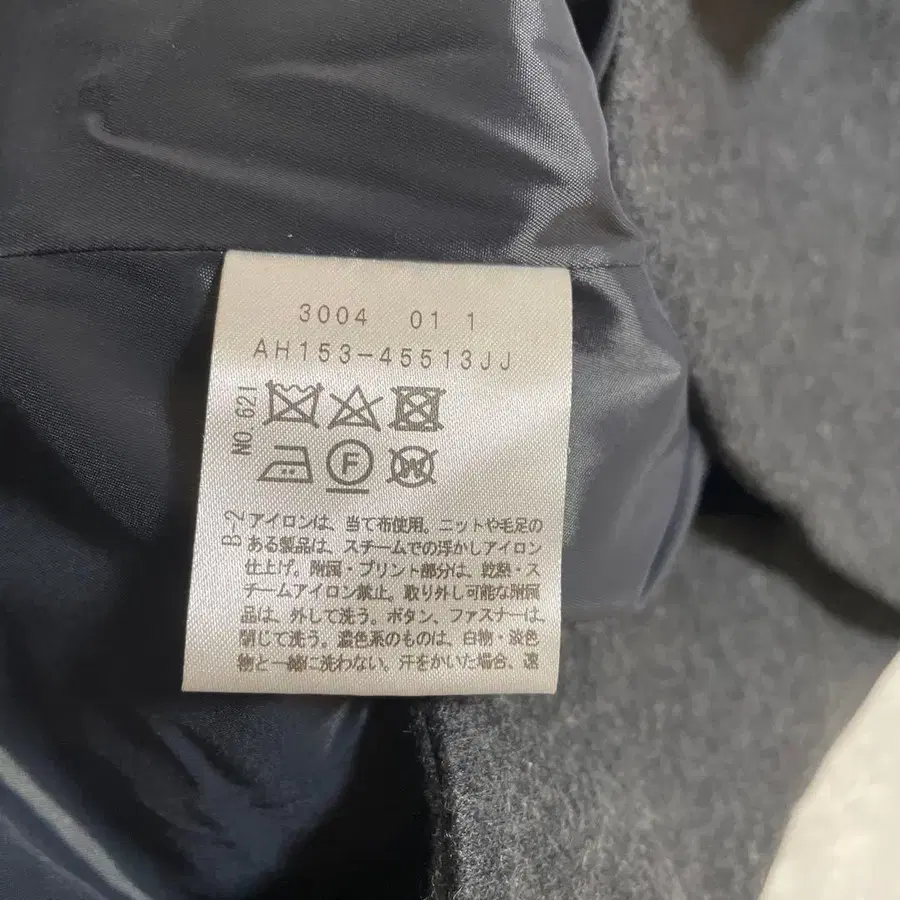 3004 01 1
AH153-45513JJ
NO.621
F
W
B-2
アイロンは、当て布使用。ニットや毛足の
ある製品は、スチームでの浮かしアイロン
仕上げ。附属・プリント部分は、乾熱・ス
チームアイロン禁止。取り外し可能な附属
品は、外して洗う。ボタン、ファスナーは、
閉じて洗う。濃色系のものは、白物・淡色
物と一緒に洗わない。汗をかいた場合、速